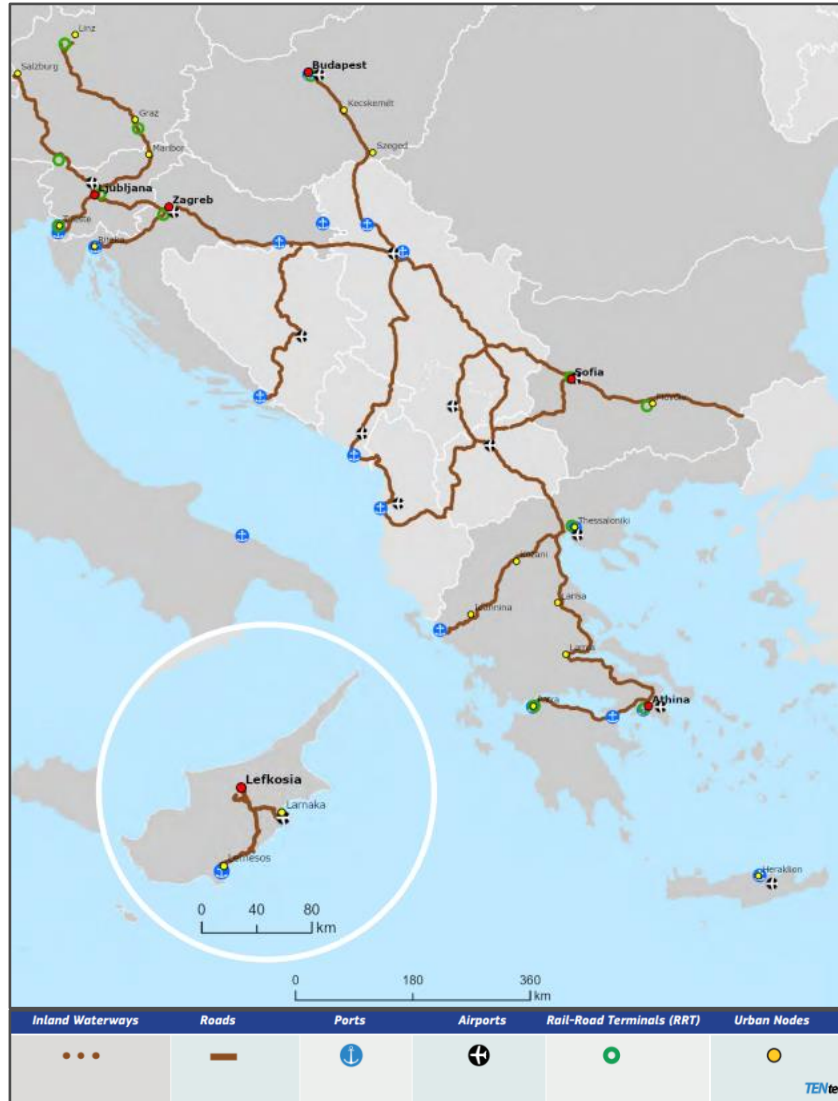 Linz
Salzburg
Budapest
Kecskemét
Graz
Szeged
Maribor
Ljubljana
Zagreb
Trieste
Rijeka
Sofia
Plovdiv
Thessaloniki
Kozani
Ioannina
Larisa
Lamia
Athina
Patra
Lefkosia
Larnaka
Lemesos
Heraklion
0 40 80
km
0 180 360
km
Inland Waterways Roads Ports Airports Rail-Road Terminals (RRT) Urban Nodes
TENte